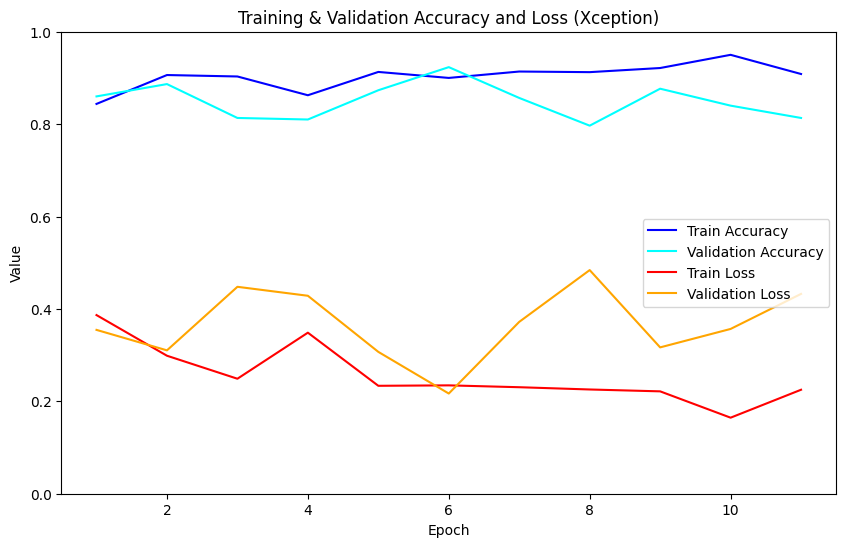 Training & Validation Accuracy and Loss (Xception)
1.0
0.8
0.6
0.4
0.2
0.0
Value
Train Accuracy
Validation Accuracy
Train Loss
Validation Loss
2 4 6 8 10
Epoch